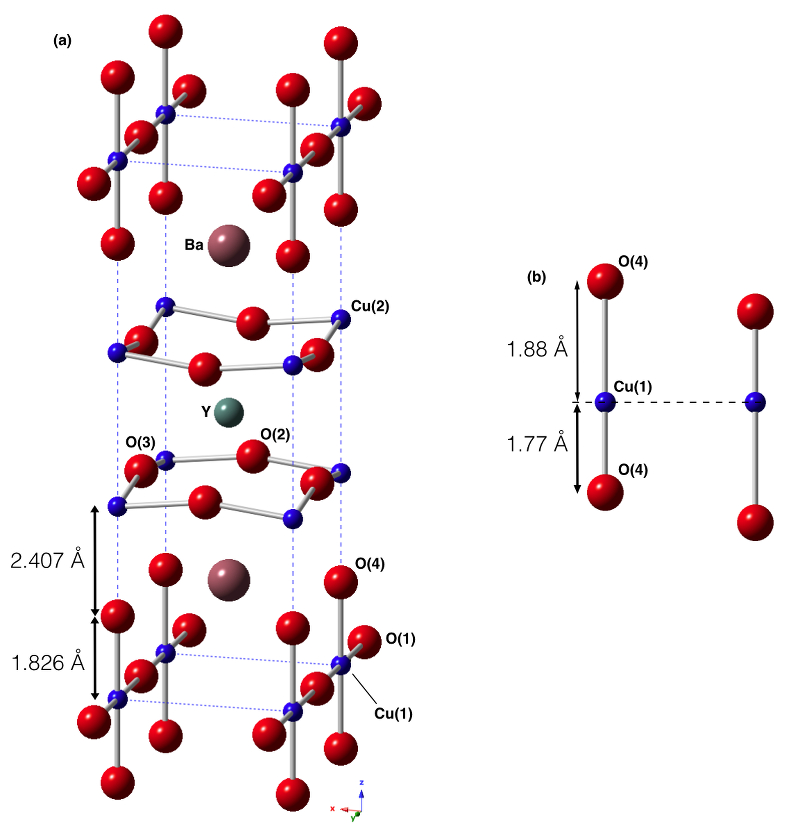 (a)
Ba
Cu(2)
Y
O(3)
O(2)
2.407 Å
O(4)
O(1)
1.826 Å
Cu(1)
z
x
y
(b)
O(4)
1.88 Å
Cu(1)
1.77 Å
O(4)